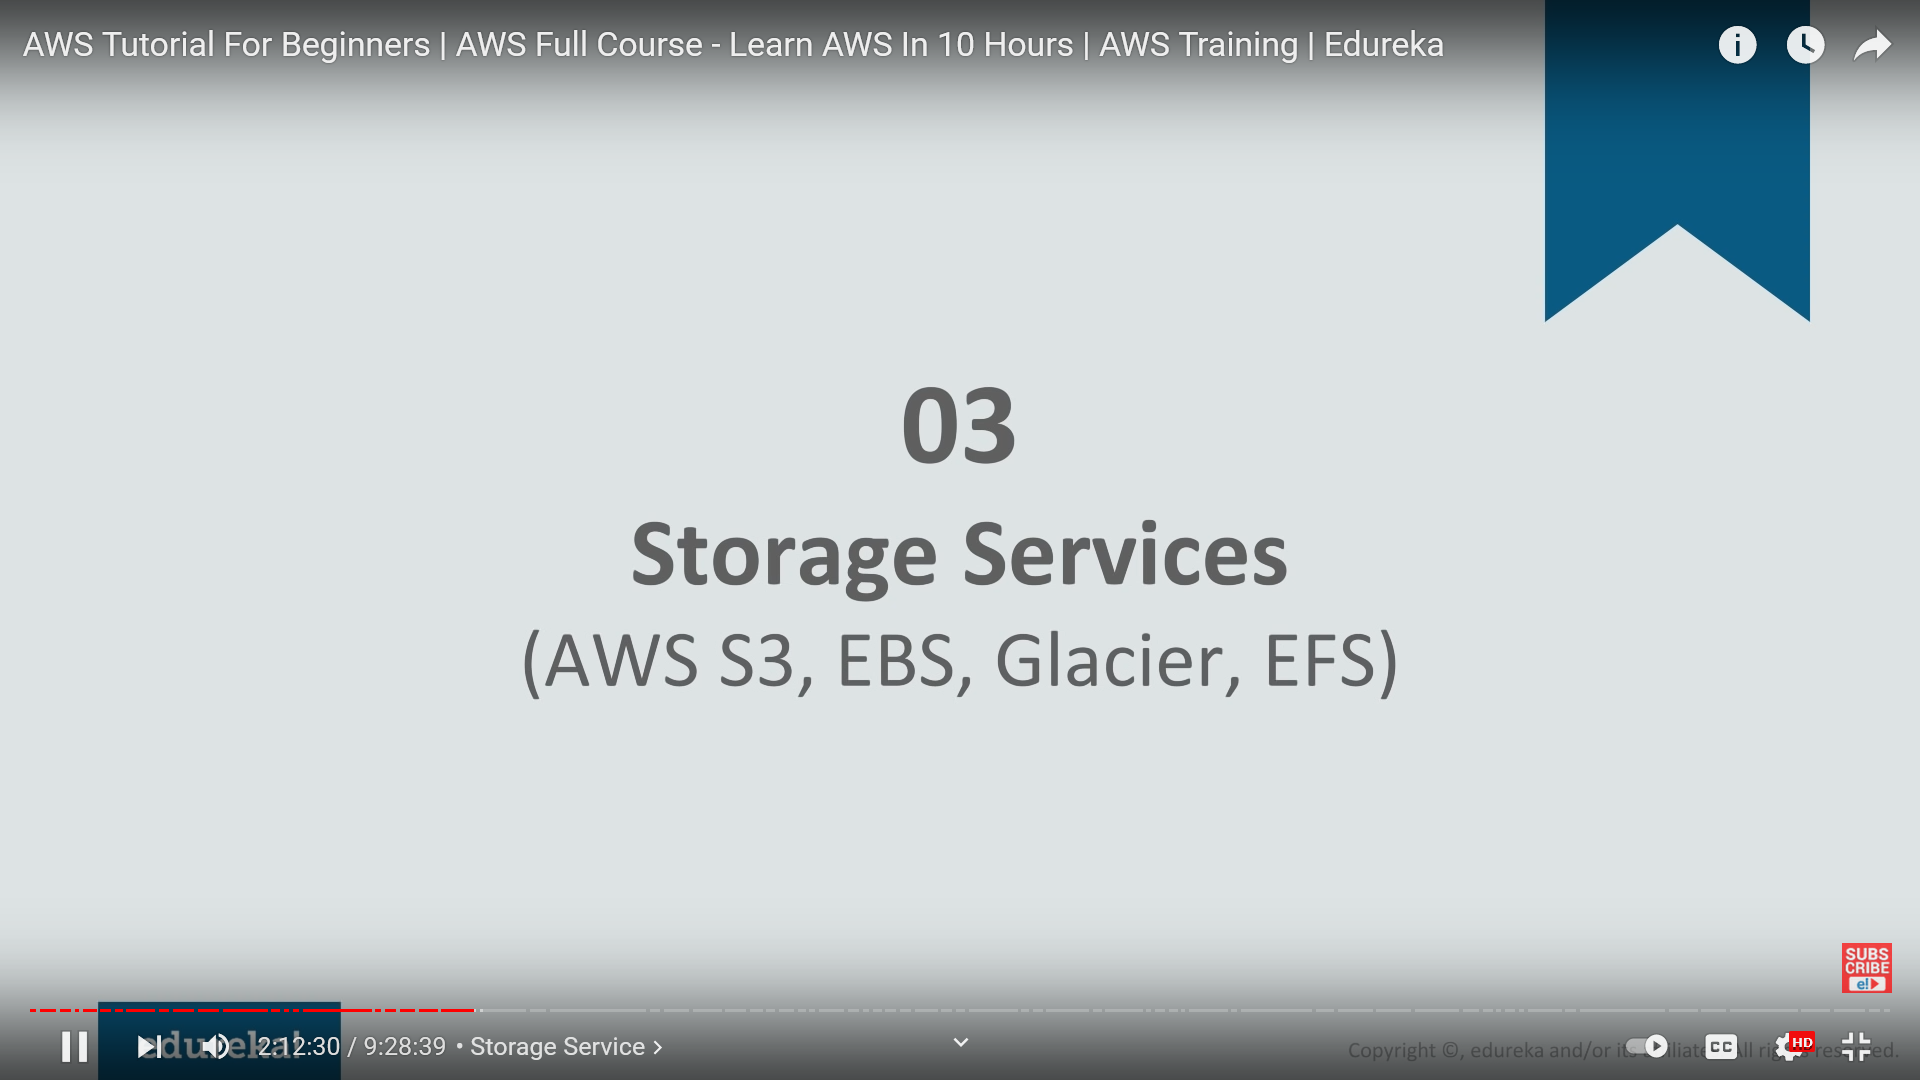 AWS Tutorial For Beginners | AWS Full Course - Learn AWS In 10 Hours | AWS Training | Edureka
03
Storage Services
(AWS S3, EBS, Glacier, EFS)
SUBS
CRIBE
e!
edureka!
2:12:30 / 9:28:39 • Storage Service
CC
HD
Copyright ©, edureka and/or its affiliates. All rights reserved.